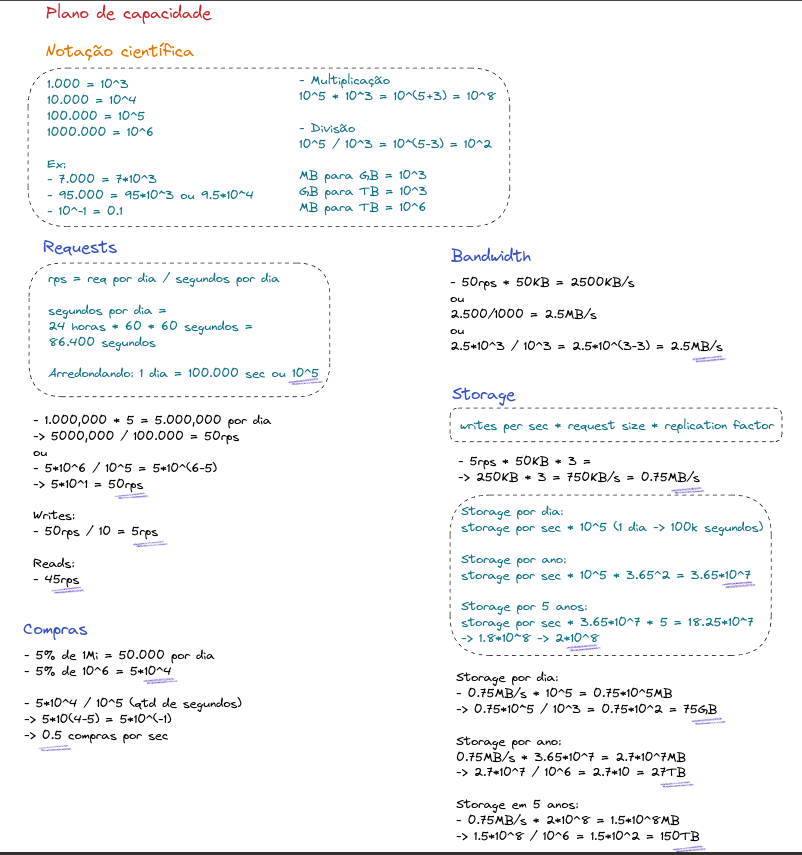 Plano de capacidade
Notação científica
1.000 = 10^3
10.000 = 10^4
100.000 = 10^5
1000.000 = 10^6
Ex:
- 7.000 = 7*10^3
- 95.000 = 95*10^3 ou 9.5*10^4
- 10^-1 = 0.1
- Multiplicação
10^5 * 10^3 = 10^(5+3) = 10^8
- Divisão
10^5 / 10^3 = 10^(5-3) = 10^2
MB para GB = 10^3
GB para TB = 10^3
MB para TB = 10^6
Requests
rps = req por dia / segundos por dia
segundos por dia =
24 horas * 60 * 60 segundos =
86.400 segundos
Arredondando: 1 dia = 100.000 sec ou 10^5
- 1.000,000 * 5 = 5.000,000 por dia
-> 5000,000 / 100.000 = 50rps
ou
- 5*10^6 / 10^5 = 5*10^(6-5)
-> 5*10^1 = 50rps
Writes:
- 50rps / 10 = 5rps
Reads:
- 45rps
Compras
- 5% de 1Mi = 50.000 por dia
- 5% de 10^6 = 5*10^4
- 5*10^4 / 10^5 (qtd de segundos)
-> 5*10(4-5) = 5*10^(-1)
-> 0.5 compras por sec
Bandwidth
- 50rps * 50KB = 2500KB/s
ou
2.500/1000 = 2.5MB/s
ou
2.5*10^3 / 10^3 = 2.5*10^(3-3) = 2.5MB/s
Storage
writes per sec * request size * replication factor
- 5rps * 50KB * 3 =
-> 250KB * 3 = 750KB/s = 0.75MB/s
Storage por dia:
storage por sec * 10^5 (1 dia -> 100k segundos)
Storage por ano:
storage por sec * 10^5 * 3.65^2 = 3.65*10^7
Storage por 5 anos:
storage por sec * 3.65*10^7 * 5 = 18.25*10^7
-> 1.8*10^8 -> 2*10^8
Storage por dia:
- 0.75MB/s * 10^5 = 0.75*10^5MB
-> 0.75*10^5 / 10^3 = 0.75*10^2 = 75GB
Storage por ano:
0.75MB/s * 3.65*10^7 = 2.7*10^7MB
-> 2.7*10^7 / 10^6 = 2.7*10 = 27TB
Storage em 5 anos:
- 0.75MB/s * 2*10^8 = 1.5*10^8MB
-> 1.5*10^8 / 10^6 = 1.5*10^2 = 150TB